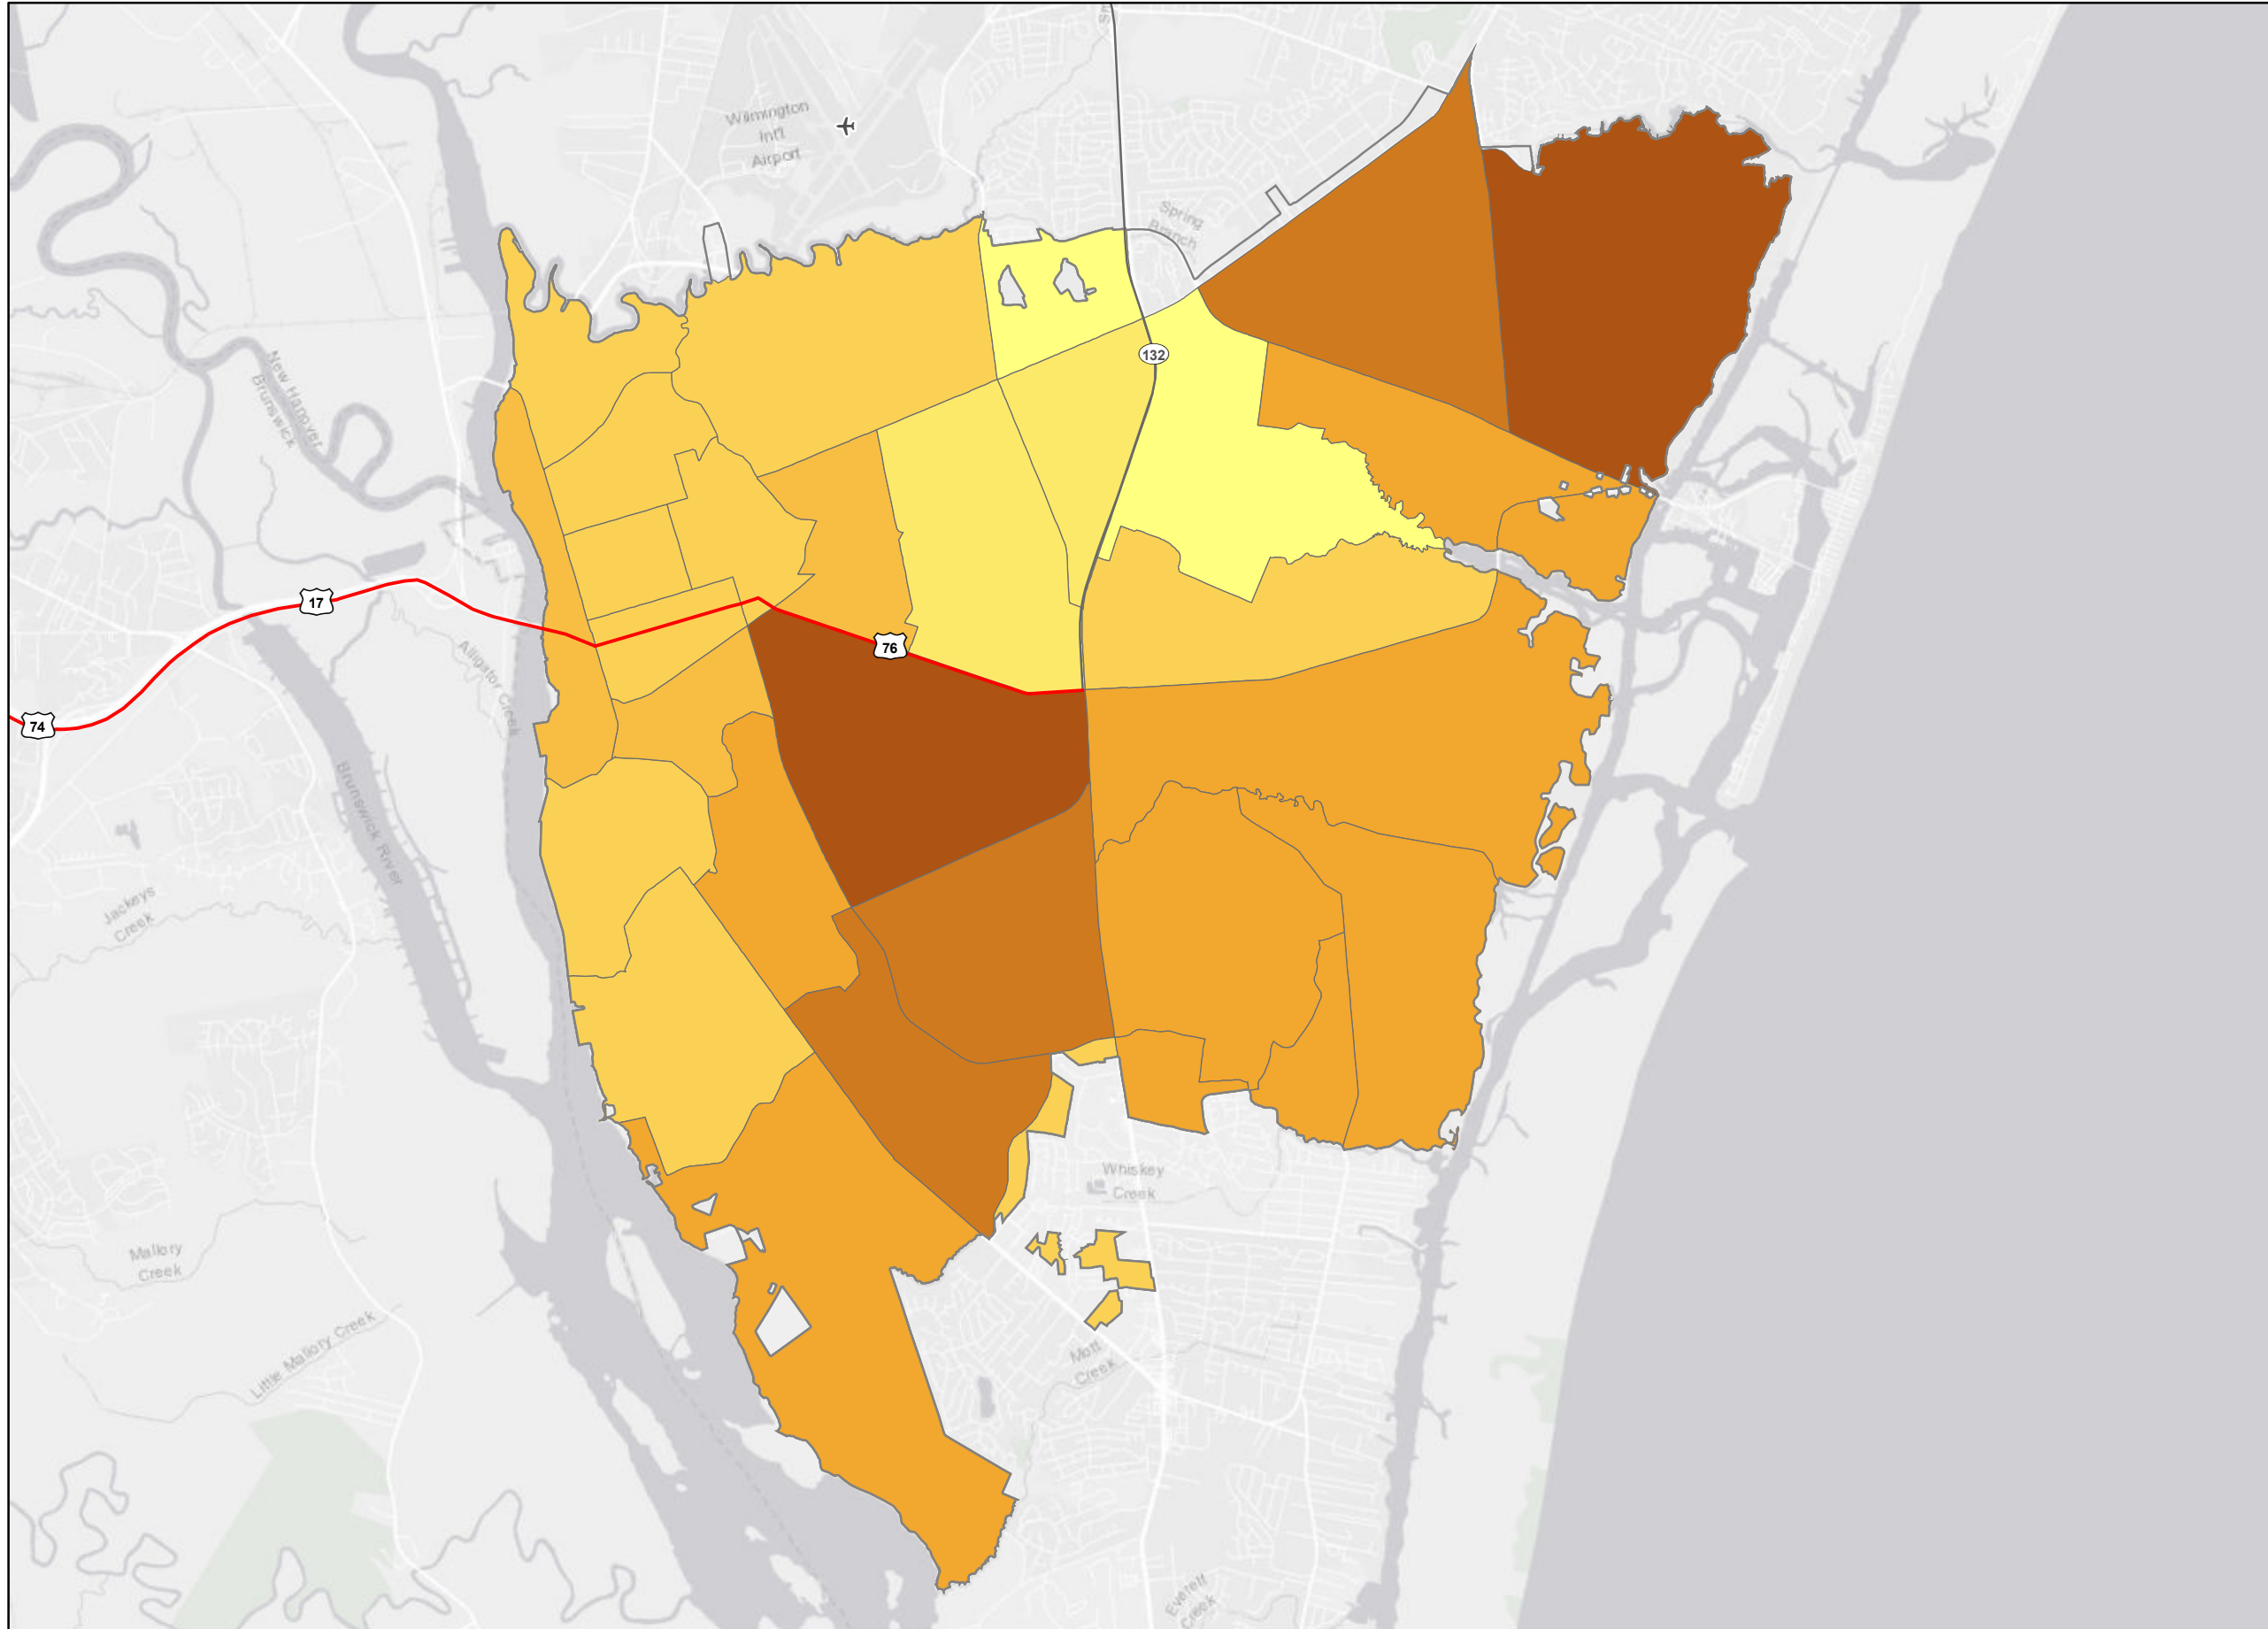 Wilmington
Int'l
Airport
Spring
Branch
132
New Hanover
Brunswick
17
76
Alligator Creek
74
Brunswick River
Jackeys
Creek
Whiskey
Creek
Mallory
Creek
Little Mallory Creek
Mott
Creek
Everett
Creek